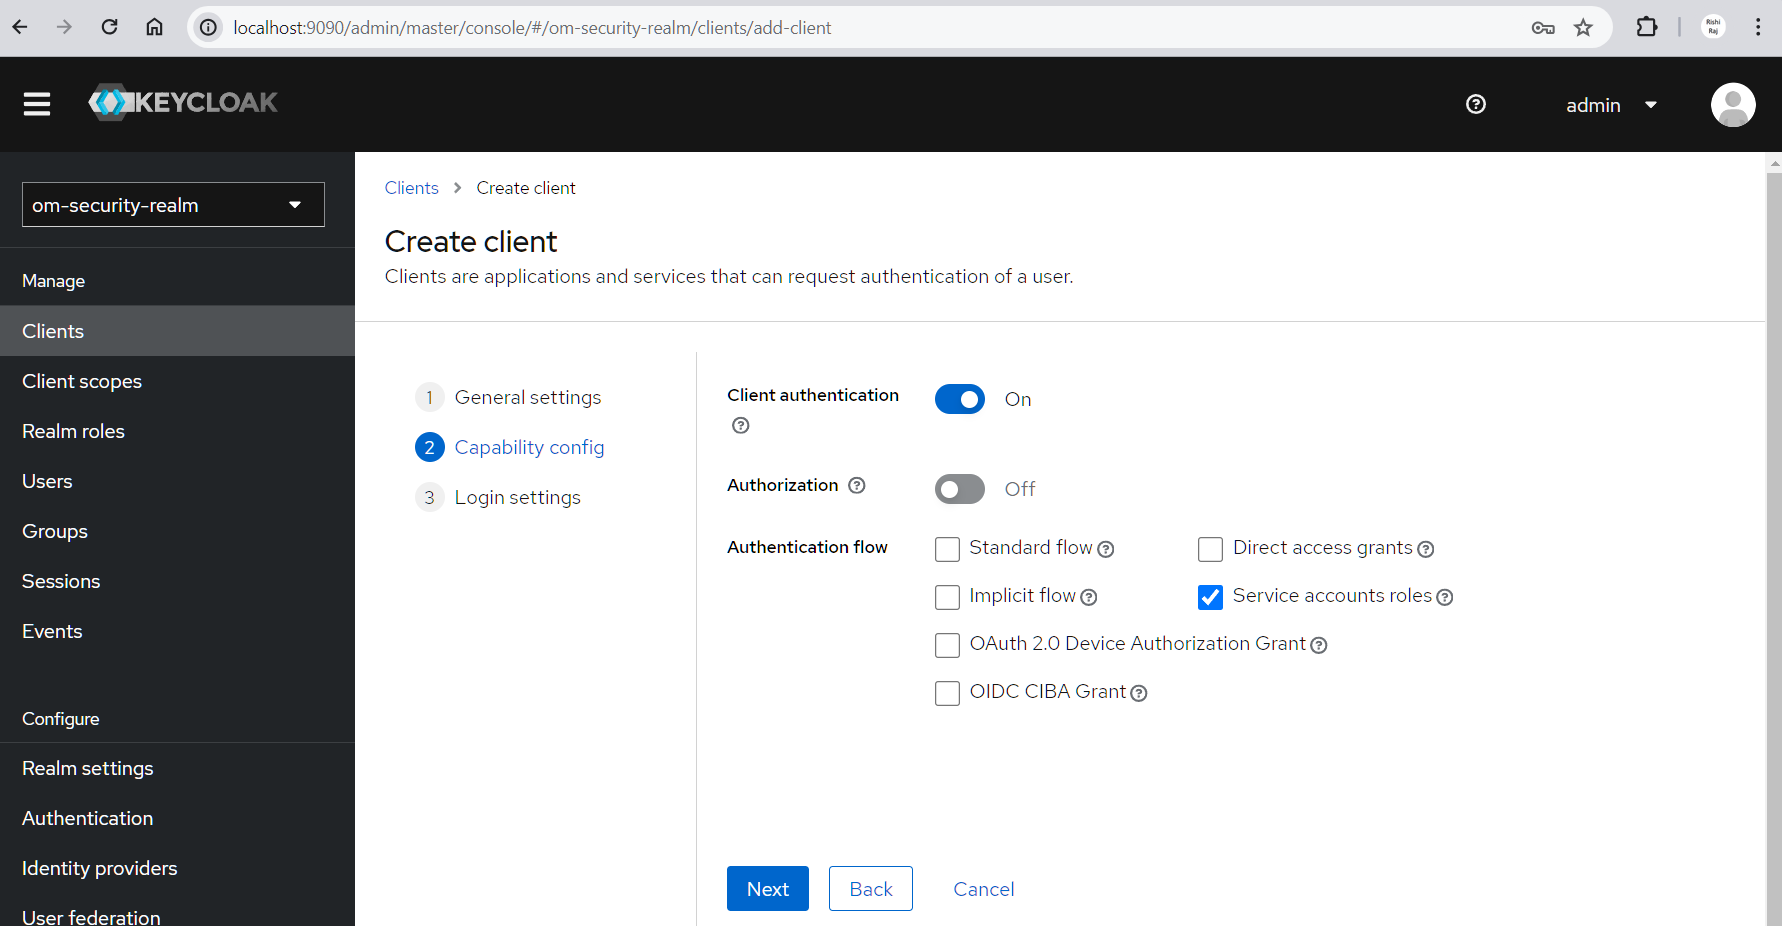 localhost:9090/admin/master/console/#/om-security-realm/clients/add-client
Rishi
Raj
KEYCLOAK
admin
om-security-realm
Manage
Clients
Client scopes
Realm roles
Users
Groups
Sessions
Events
Configure
Realm settings
Authentication
Identity providers
User federation
Clients > Create client
Create client
Clients are applications and services that can request authentication of a user.
1 General settings
2 Capability config
3 Login settings
Client authentication On
Authorization Off
Authentication flow
Standard flow Direct access grants
Implicit flow Service accounts roles
OAuth 2.0 Device Authorization Grant
OIDC CIBA Grant
Next Back Cancel